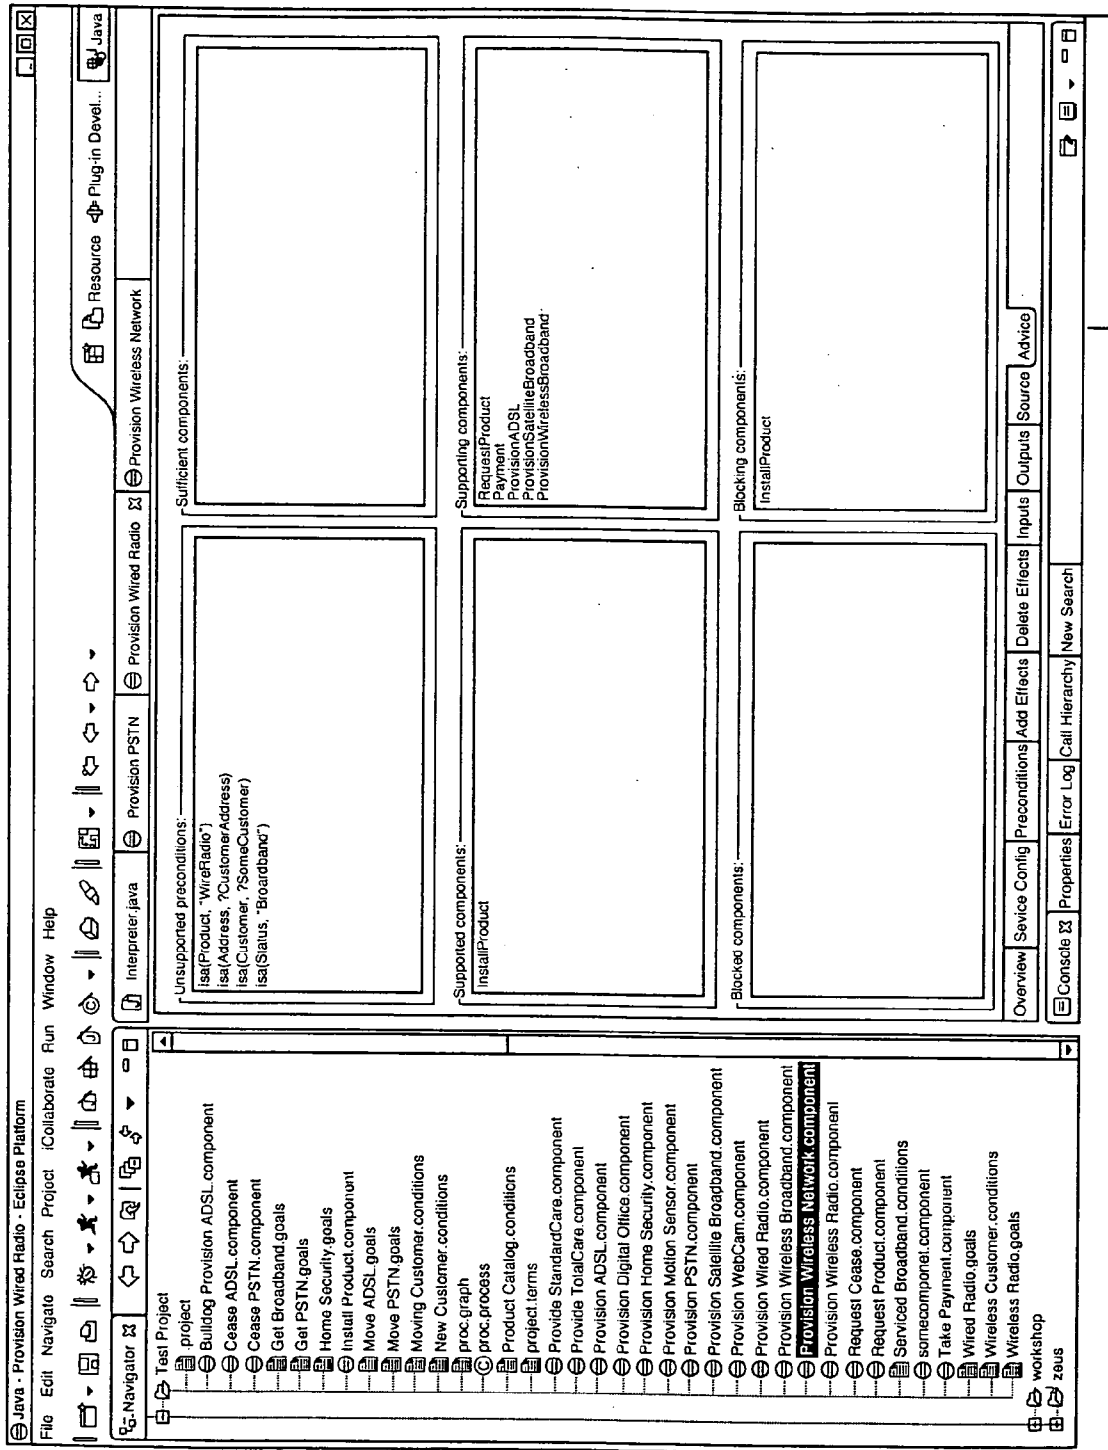 Java - Provision Wired Radio - Eclipse Platform
File Edit Navigate Search Project iCollaborate Run Window Help
Resource Plug-in Devel... Java
Navigator
Test Project
.project
Bulldog Provision ADSL.component
Cease ADSL.component
Cease PSTN.component
Get Broadband.goals
Get PSTN.goals
Home Security.goals
Install Product.component
Move ADSL.goals
Move PSTN.goals
Moving Customer.conditions
New Customer.conditions
proc.graph
proc.process
Product Catalog.conditions
project.terms
Provide StandardCare.component
Provide TotalCare.component
Provision ADSL.component
Provision Digital Office.component
Provision Home Security.component
Provision Motion Sensor.component
Provision PSTN.component
Provision Satellite Broadband.component
Provision WebCam.component
Provision Wired Radio.component
Provision Wireless Broadband.component
Provision Wireless Network.component
Provision Wireless Radio.component
Request Cease.component
Request Product.component
Serviced Broadband.conditions
somecomponet.component
Take Payment.component
Wired Radio.goals
Wireless Customer.conditions
Wireless Radio.goals
workshop
zeus
Interpreter.java Provision PSTN Provision Wired Radio Provision Wireless Network
Unsupported preconditions:
isa(Product, "WireRadio")
isa(Address, ?CustomerAddress)
isa(Customer, ?SomeCustomer)
isa(Status, "Broardband")
Sufficient components:
Supported components:
InstallProduct
Supporting components:
RequestProduct
Payment
ProvisionADSL
ProvisionSatelliteBroadband
ProvisionWirelessBroadband
Blocked components:
Blocking components:
InstallProduct
Overview Sevice Config Preconditions Add Effects Delete Effects Inputs Outputs Source Advice
Console Properties Error Log Call Hierarchy New Search